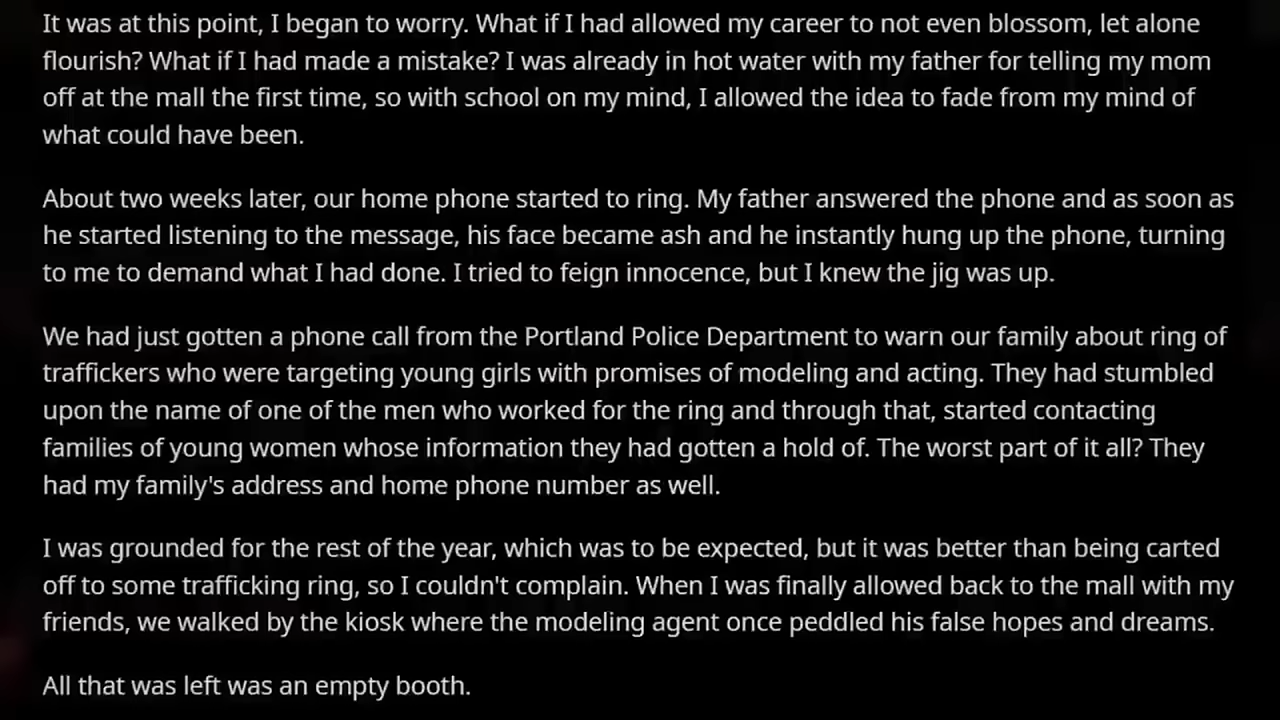 It was at this point, I began to worry. What if I had allowed my career to not even blossom, let alone
flourish? What if I had made a mistake? I was already in hot water with my father for telling my mom
off at the mall the first time, so with school on my mind, I allowed the idea to fade from my mind of
what could have been.
About two weeks later, our home phone started to ring. My father answered the phone and as soon as
he started listening to the message, his face became ash and he instantly hung up the phone, turning
to me to demand what I had done. I tried to feign innocence, but I knew the jig was up.
We had just gotten a phone call from the Portland Police Department to warn our family about ring of
traffickers who were targeting young girls with promises of modeling and acting. They had stumbled
upon the name of one of the men who worked for the ring and through that, started contacting
families of young women whose information they had gotten a hold of. The worst part of it all? They
had my family's address and home phone number as well.
I was grounded for the rest of the year, which was to be expected, but it was better than being carted
off to some trafficking ring, so I couldn't complain. When I was finally allowed back to the mall with my
friends, we walked by the kiosk where the modeling agent once peddled his false hopes and dreams.
All that was left was an empty booth.